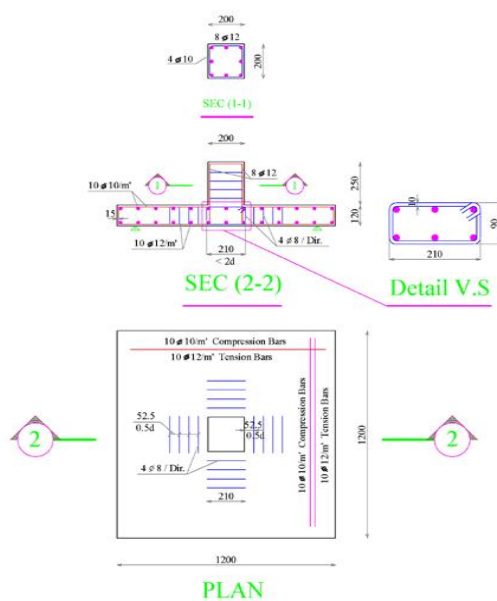 200
8 ø 12
4 ø 10
200
SEC (1-1)
200
1
1
8 ø 12
10 ø 10/m'
250
15
120
10 ø 12/m'
4 ø 8 / Dir.
210
< 2d
10
90
210
SEC (2-2)
Detail V.S
10 ø 10/m' Compression Bars
10 ø 12/m' Tension Bars
52.5
0.5d
52.5
0.5d
4 ø 8 / Dir.
210
10 ø 10/m' Compression Bars
10 ø 12/m' Tension Bars
1200
2
2
1200
PLAN